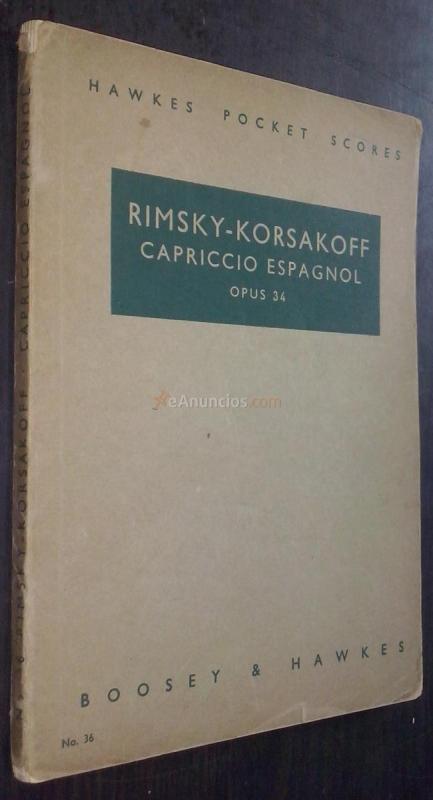 HAWKES POCKET SCORES
RIMSKY-KORSAKOFF
CAPRICCIO ESPAGNOL
OPUS 34
eAnuncios.com
BOOSEY & HAWKES
No. 36
RIMSKY-KORSAKOFF - CAPRICCIO ESPAGNOL